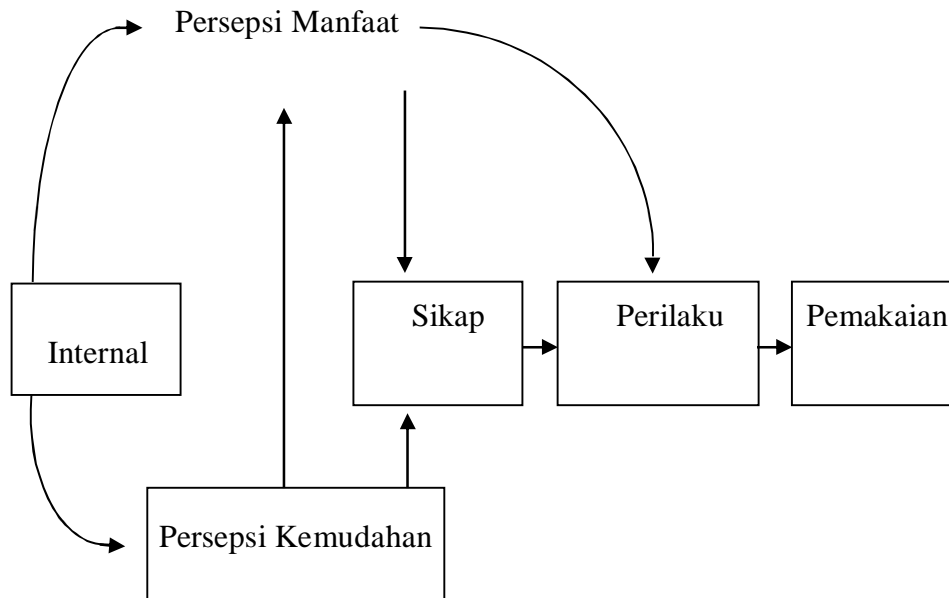 Persepsi Manfaat
Sikap
Perilaku
Pemakaian
Internal
Persepsi Kemudahan